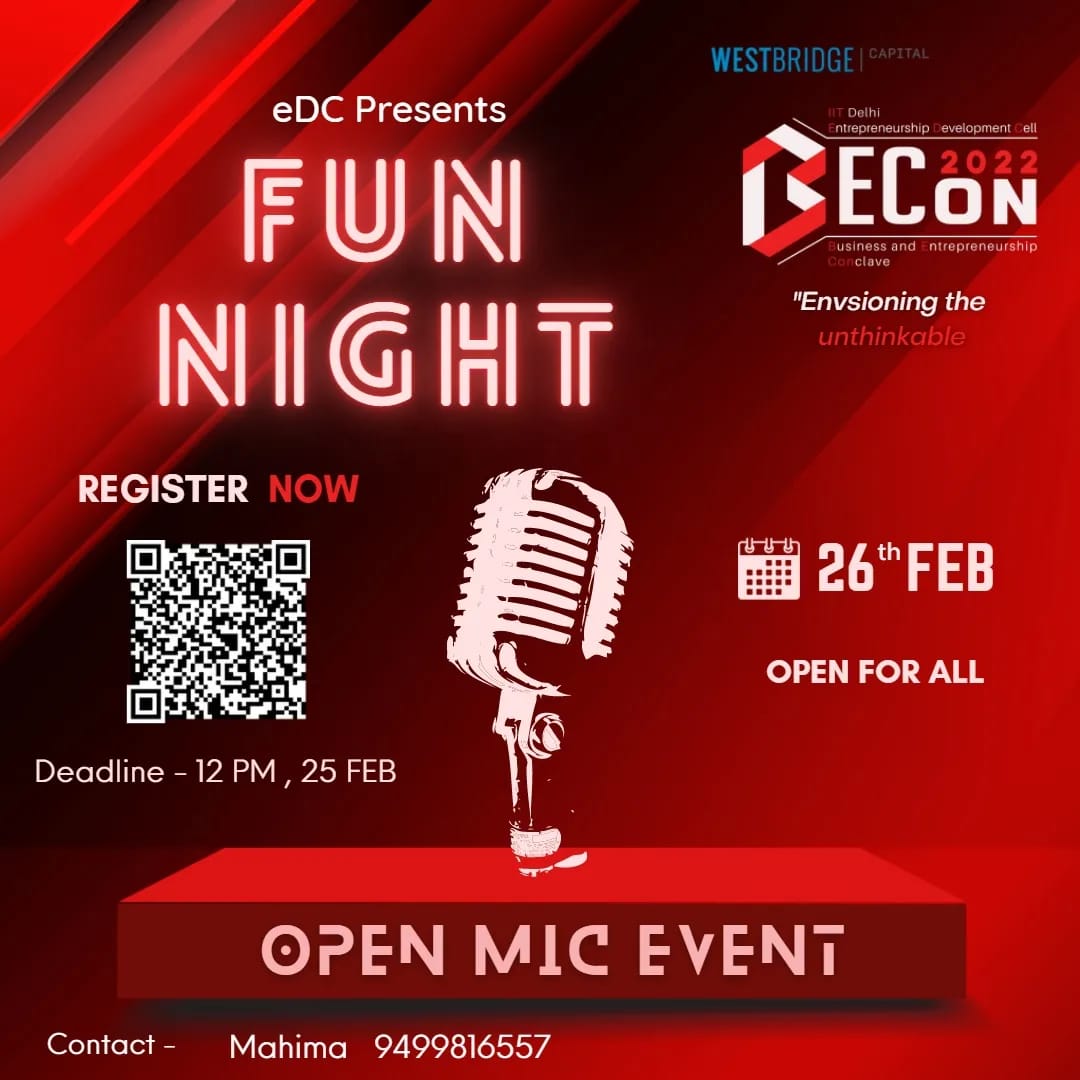 WESTBRIDGE | CAPITAL
eDC Presents
FUN
NIGHT
IIT Delhi
Entrepreneurship Development Cell
BECON 2022
Business and Entrepreneurship
Conclave
"Envsioning the
unthinkable
REGISTER NOW
26th FEB
OPEN FOR ALL
Deadline - 12 PM , 25 FEB
OPEN MIC EVENT
Contact - Mahima 9499816557